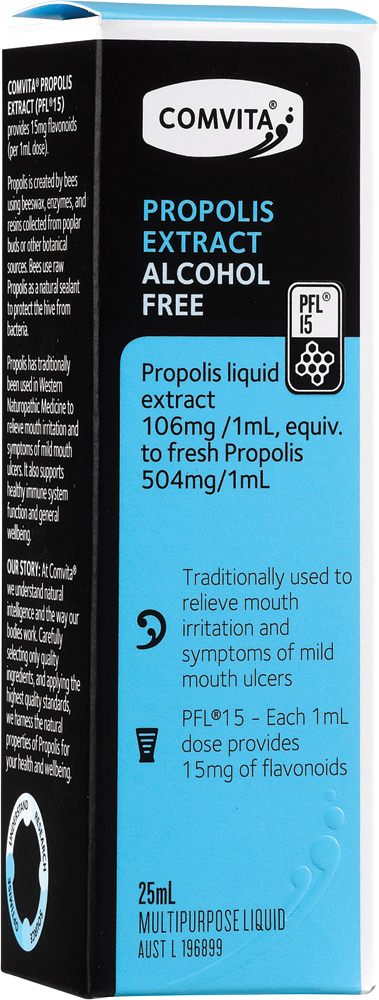 COMVITA® PROPOLIS
EXTRACT (PFL®15)
provides 15mg flavonoids
(per 1mL dose).
Propolis is created by bees
using beeswax, enzymes, and
resins collected from poplar
buds or other botanical
sources. Bees use raw
Propolis as a natural sealant
to protect the hive from
bacteria.
Propolis has traditionally
been used in Western
Naturopathic Medicine to
relieve mouth irritation and
symptoms of mild mouth
ulcers. It also supports
healthy immune system
function and general
wellbeing.
OUR STORY: At Comvita®
we understand natural
intelligence and the way our
bodies work. Carefully
selecting only quality
ingredients, and applying the
highest quality standards,
we harness the natural
properties of Propolis for
your health and wellbeing.
UNDERSTAND
RESEARCH
SOURCE
COMVITA®
PROPOLIS
EXTRACT
ALCOHOL
FREE
PFL®
15
Propolis liquid
extract
106mg /1mL, equiv.
to fresh Propolis
504mg/1mL
Traditionally used to
relieve mouth
irritation and
symptoms of mild
mouth ulcers
PFL®15 – Each 1mL
dose provides
15mg of flavonoids
25mL
MULTIPURPOSE LIQUID
AUST L 196899